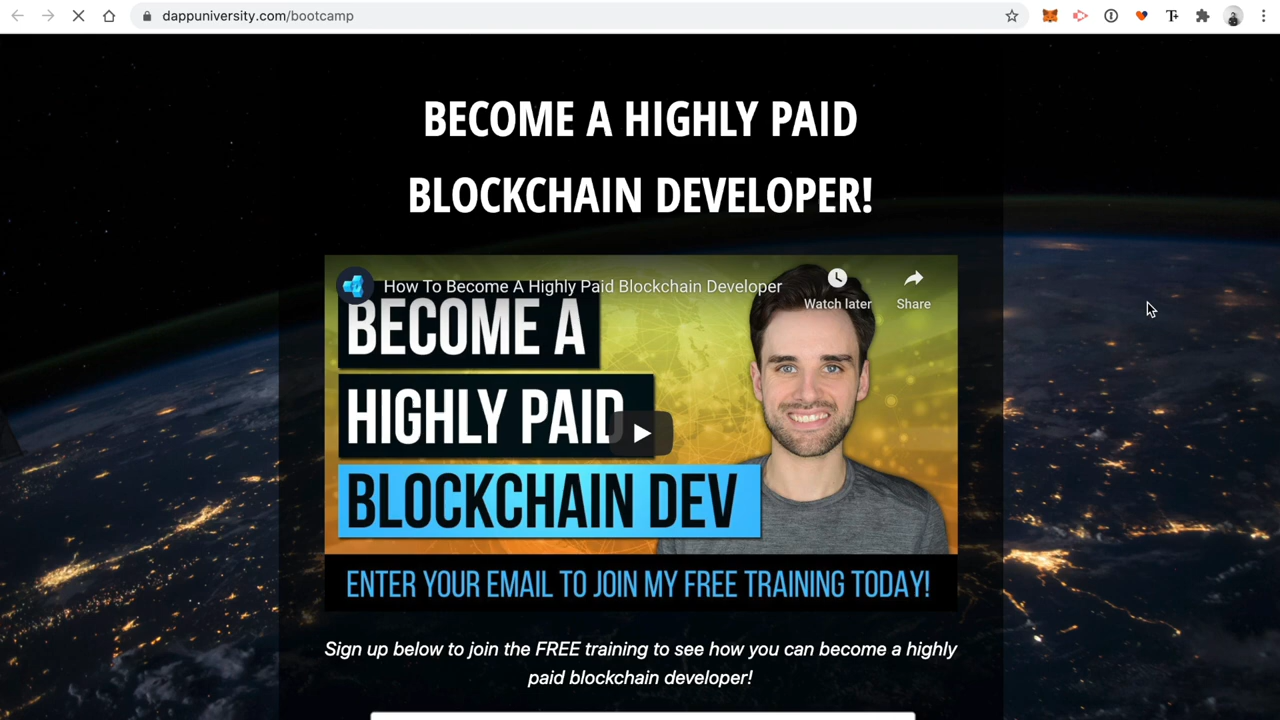 dappuniversity.com/bootcamp
BECOME A HIGHLY PAID
BLOCKCHAIN DEVELOPER!
How To Become A Highly Paid Blockchain Developer
Watch later
Share
BECOME A
HIGHLY PAID
BLOCKCHAIN DEV
ENTER YOUR EMAIL TO JOIN MY FREE TRAINING TODAY!
Sign up below to join the FREE training to see how you can become a highly
paid blockchain developer!